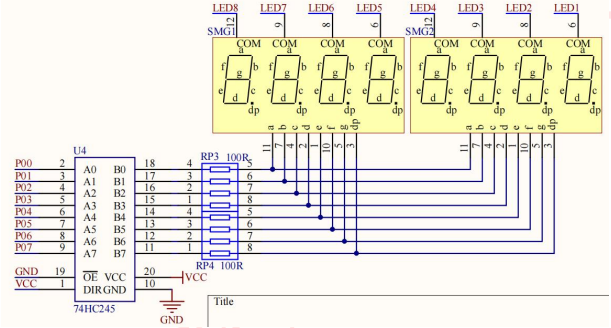 LED8 LED7 LED6 LED5 LED4 LED3 LED2 LED1
12 9 8 6 12 9 8 6
SMG1 SMG2
COM COM COM COM COM COM COM COM
a a a a a a a a
f b f b f b f b f b f b f b f b
g g g g g g g g
e c e c e c e c e c e c e c e c
d d d d d d d d
dp dp dp dp dp dp dp dp
a b c d e f g dp a b c d e f g dp
11 7 4 2 1 10 5 3 11 7 4 2 1 10 5 3
U4
RP3 100R
P00 2 A0 B0 18 4 5
P01 3 A1 B1 17 3 6
P02 4 A2 B2 16 2 7
P03 5 A3 B3 15 1 8
P04 6 A4 B4 14 4 5
P05 7 A5 B5 13 3 6
P06 8 A6 B6 12 2 7
P07 9 A7 B7 11 1 8
RP4 100R
GND 19 OE VCC 20 VCC
VCC 1 DIR GND 10
74HC245
GND
Title